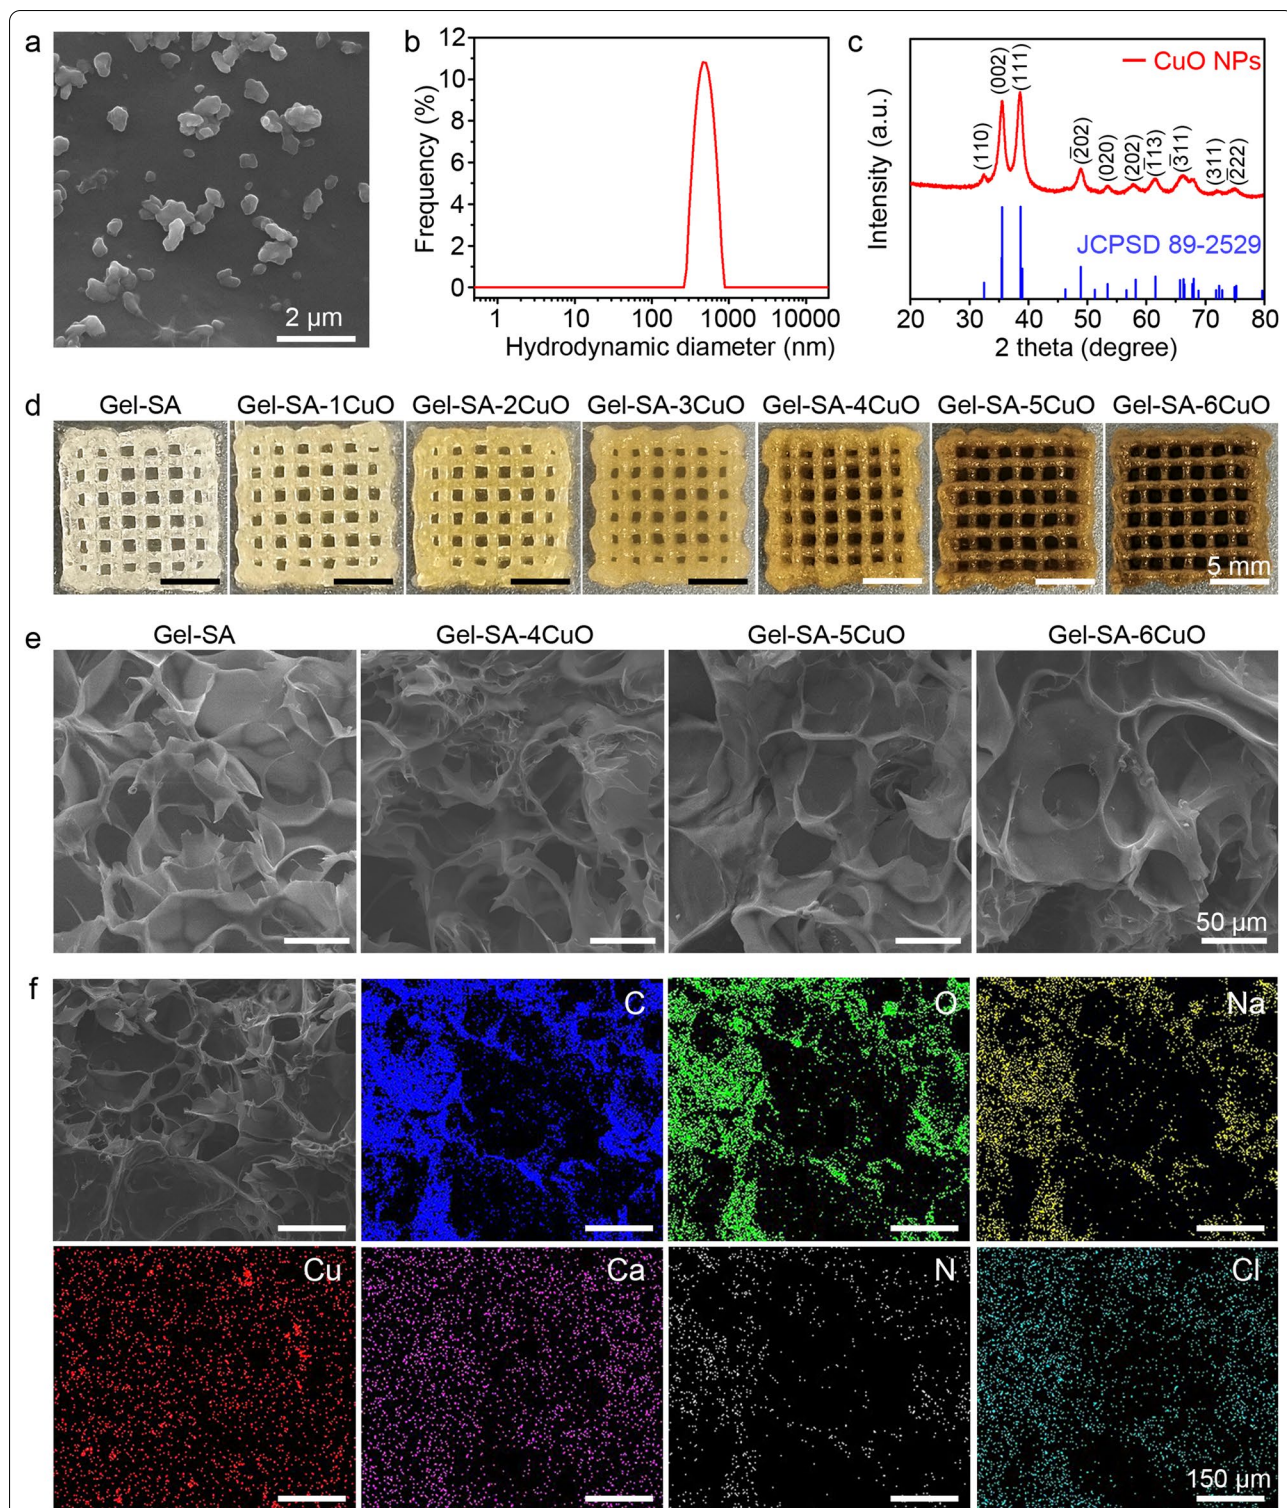 a
2 μm
b
Frequency (%)
12
10
8
6
4
2
0
1
10
100
1000
10000
Hydrodynamic diameter (nm)
c
Intensity (a.u.)
CuO NPs
(110)
(002)
(111)
(2̅02)
(020)
(202)
(1̅13)
(3̅11)
(311)
(2̅22)
JCPSD 89-2529
20
30
40
50
60
70
80
2 theta (degree)
d
Gel-SA
Gel-SA-1CuO
Gel-SA-2CuO
Gel-SA-3CuO
Gel-SA-4CuO
Gel-SA-5CuO
Gel-SA-6CuO
5 mm
e
Gel-SA
Gel-SA-4CuO
Gel-SA-5CuO
Gel-SA-6CuO
50 μm
f
C
O
Na
Cu
Ca
N
Cl
150 μm